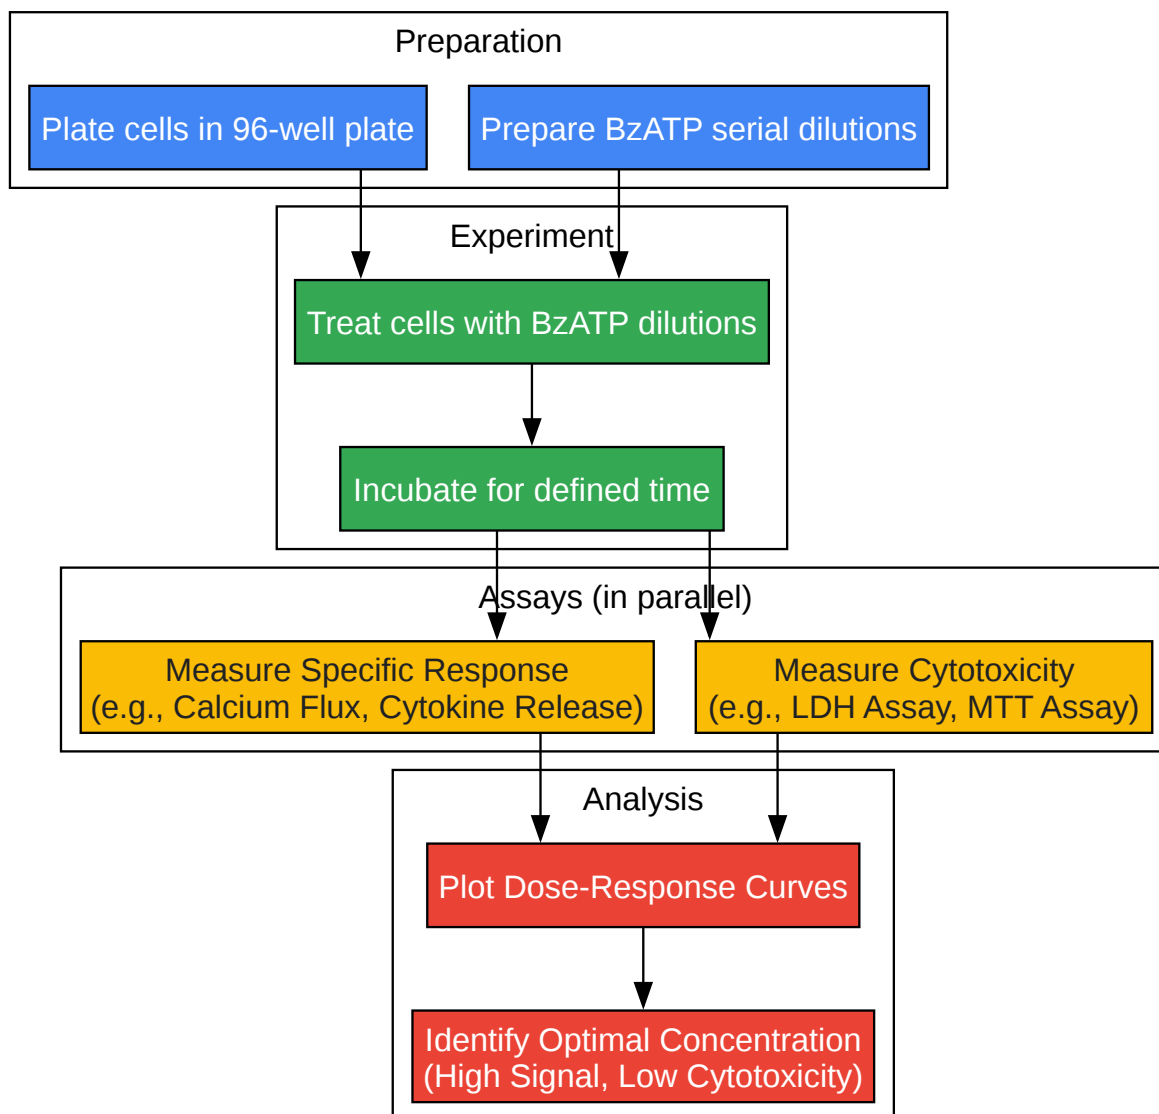 Preparation
Plate cells in 96-well plate
Prepare BzATP serial dilutions
Experiment
Treat cells with BzATP dilutions
Incubate for defined time
Assays (in parallel)
Measure Specific Response
(e.g., Calcium Flux, Cytokine Release)
Measure Cytotoxicity
(e.g., LDH Assay, MTT Assay)
Analysis
Plot Dose-Response Curves
Identify Optimal Concentration
(High Signal, Low Cytotoxicity)